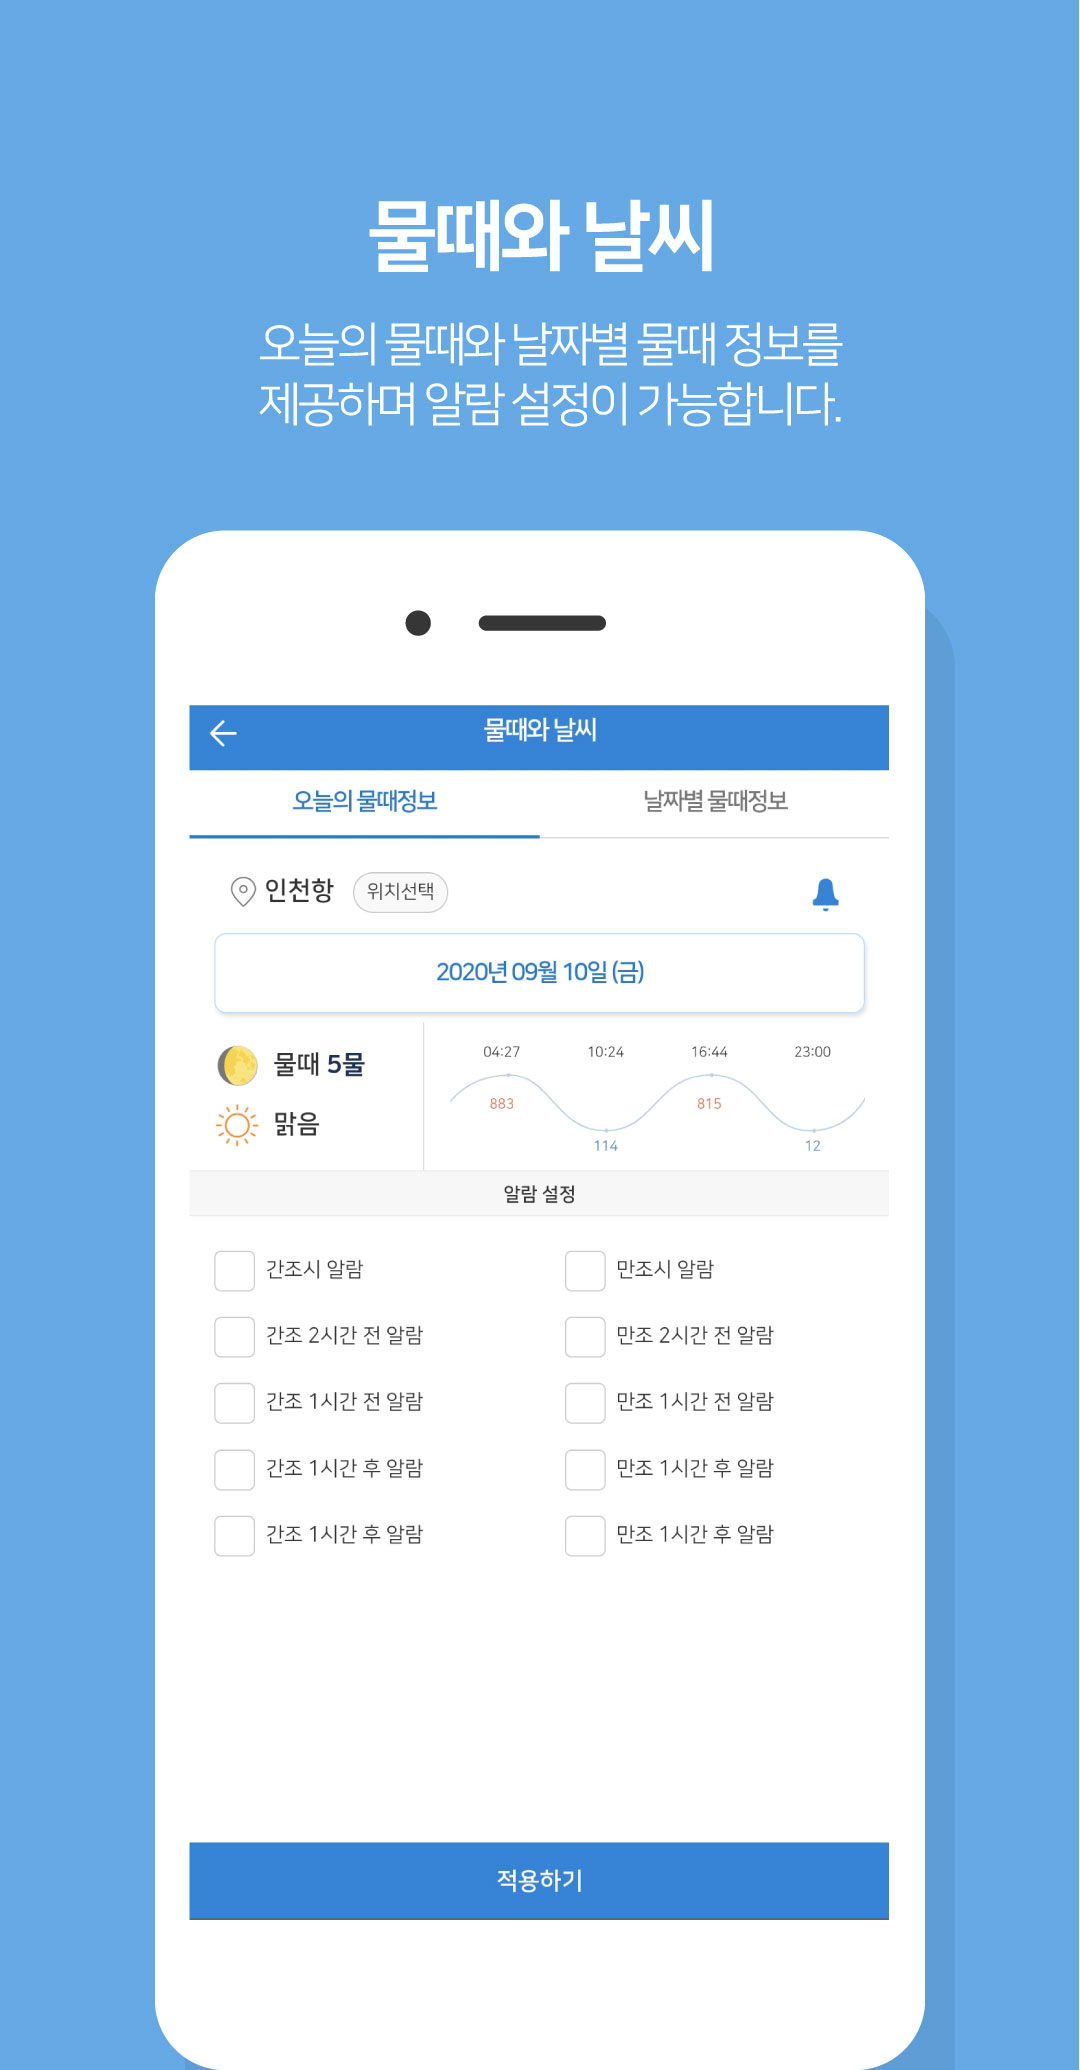 물때와 날씨
오늘의 물때와 날짜별 물때 정보를
제공하며 알람 설정이 가능합니다.
물때와 날씨
오늘의 물때정보
날짜별 물때정보
인천항
위치선택
2020년 09월 10일 (금)
물때 5물
맑음
04:27 10:24 16:44 23:00
883 815
114 12
알람 설정
간조시 알람
만조시 알람
간조 2시간 전 알람
만조 2시간 전 알람
간조 1시간 전 알람
만조 1시간 전 알람
간조 1시간 후 알람
만조 1시간 후 알람
간조 1시간 후 알람
만조 1시간 후 알람
적용하기